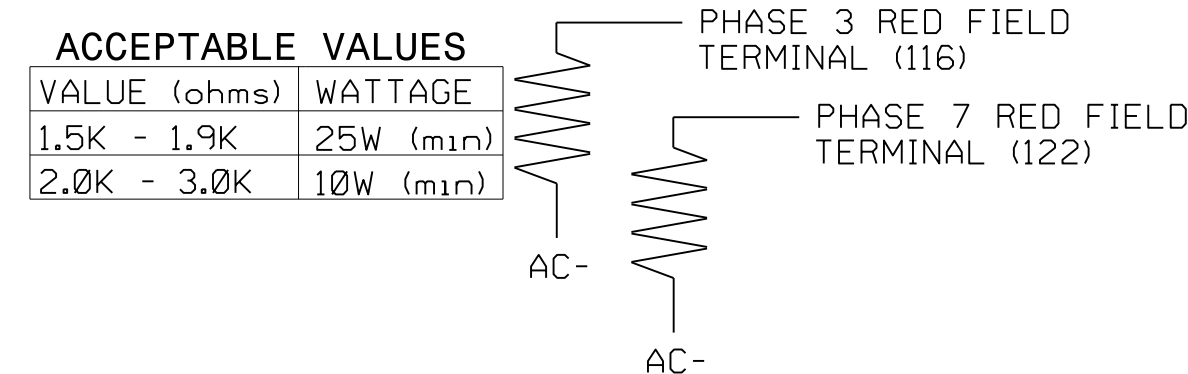 ACCEPTABLE VALUES
VALUE (ohms) WATTAGE
1.5K - 1.9K 25W (min)
2.0K - 3.0K 10W (min)
PHASE 3 RED FIELD
TERMINAL (116)
AC-
PHASE 7 RED FIELD
TERMINAL (122)
AC-